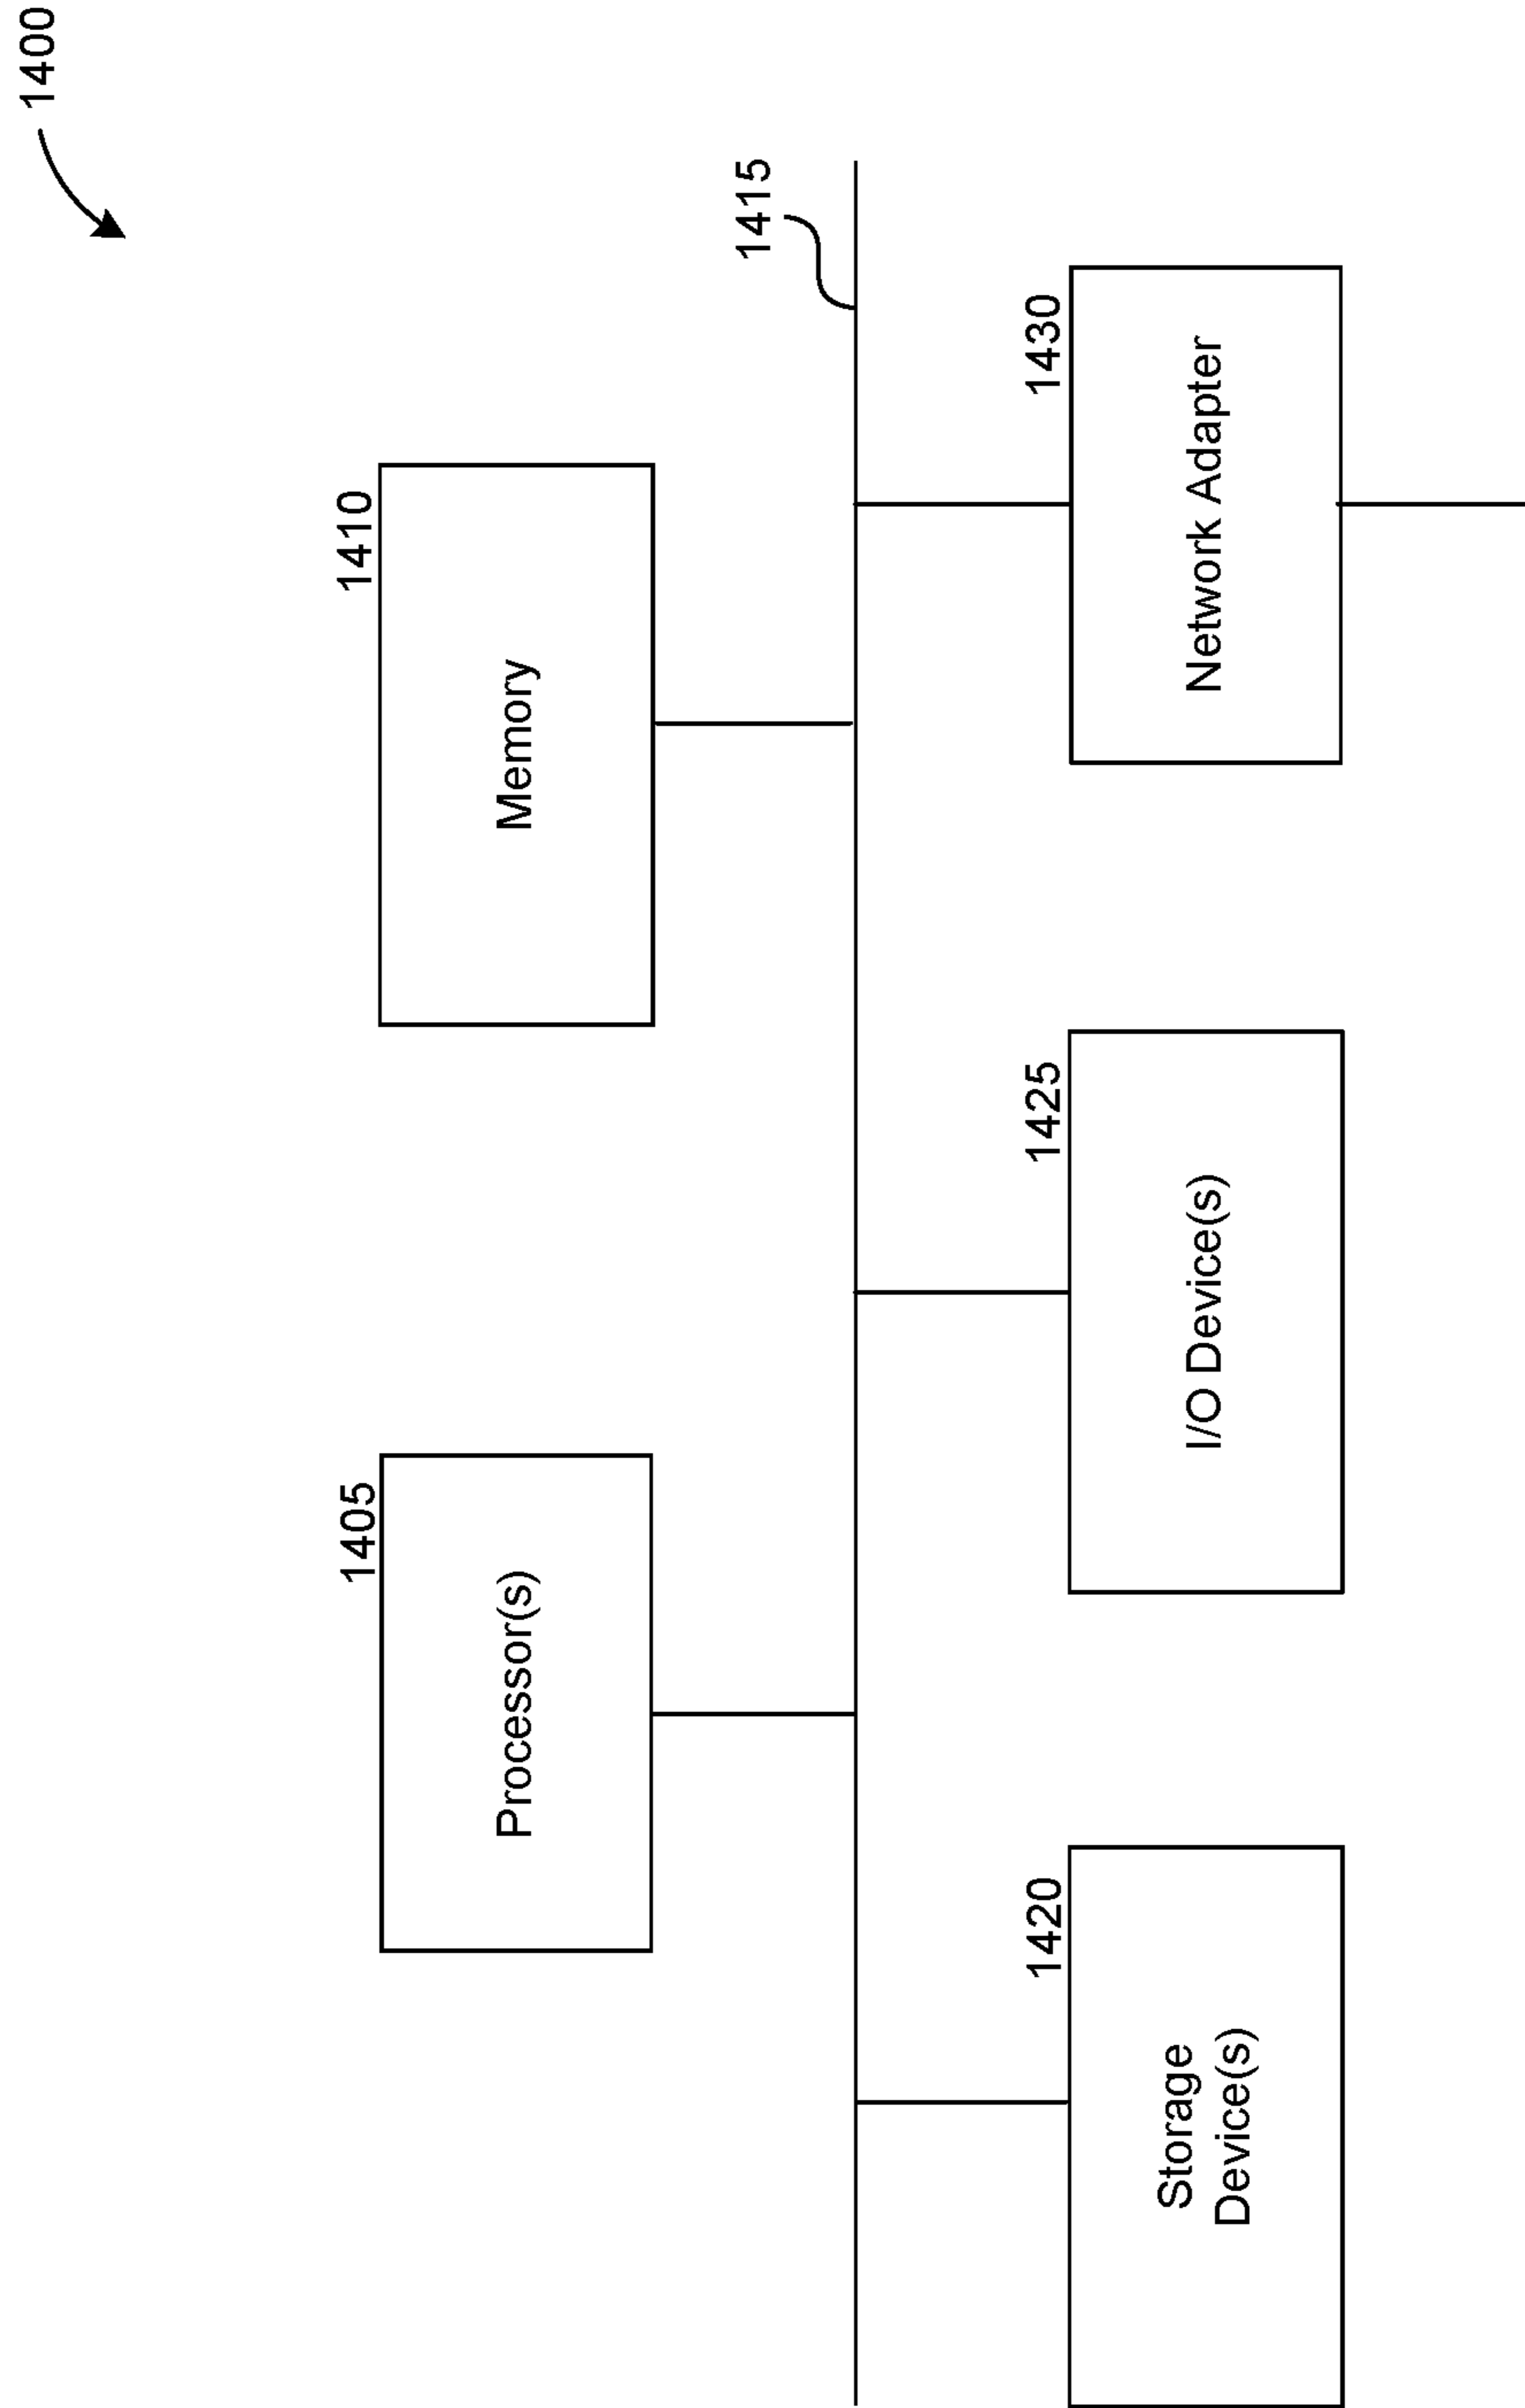 1400
1405
Processor(s)
1410
Memory
1415
1420
Storage
Device(s)
1425
I/O Device(s)
1430
Network Adapter